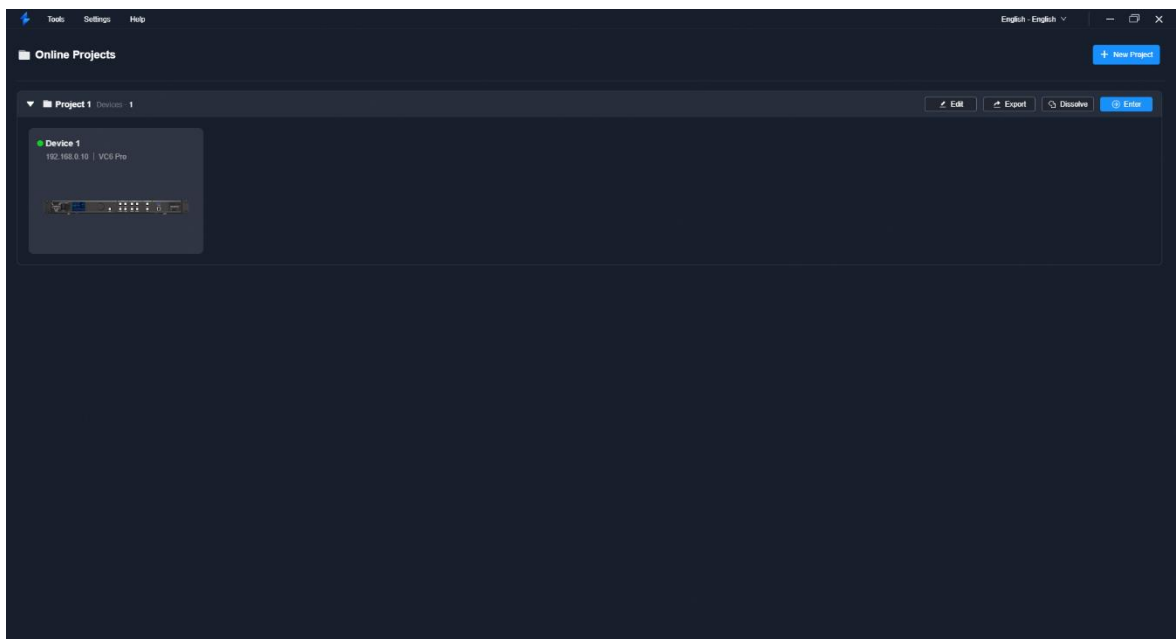 Tools Settings Help English - English
Online Projects + New Project
Project 1 Devices · 1 Edit Export Dissolve Enter
Device 1
192.168.0.10 | VC6 Pro